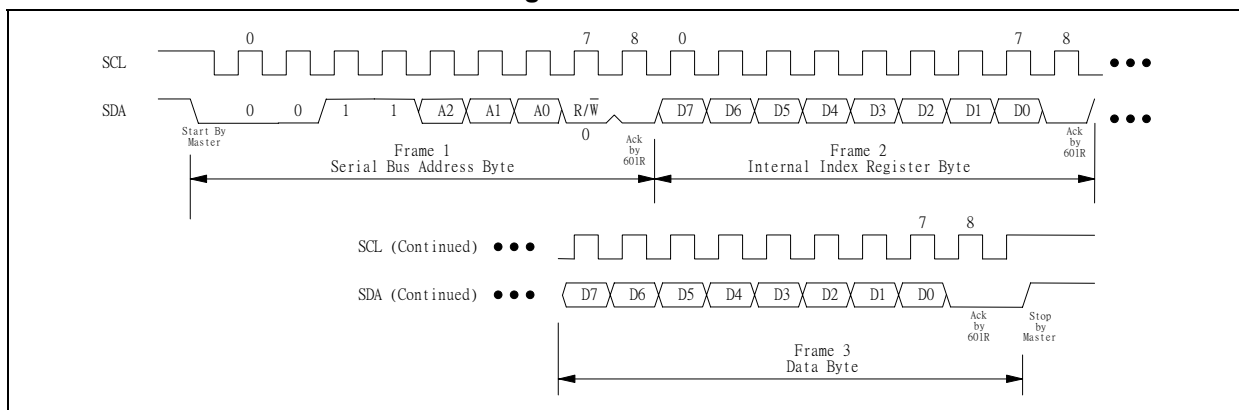 0 7 8 0 7 8
SCL
SDA 0 0 1 1 A2 A1 A0 R/W D7 D6 D5 D4 D3 D2 D1 D0
0
Start By
Master
Ack
by
601R
Ack
by
601R
Frame 1
Serial Bus Address Byte
Frame 2
Internal Index Register Byte
7 8
SCL (Continued)
SDA (Continued) D7 D6 D5 D4 D3 D2 D1 D0
Ack
by
601R
Stop
by
Master
Frame 3
Data Byte